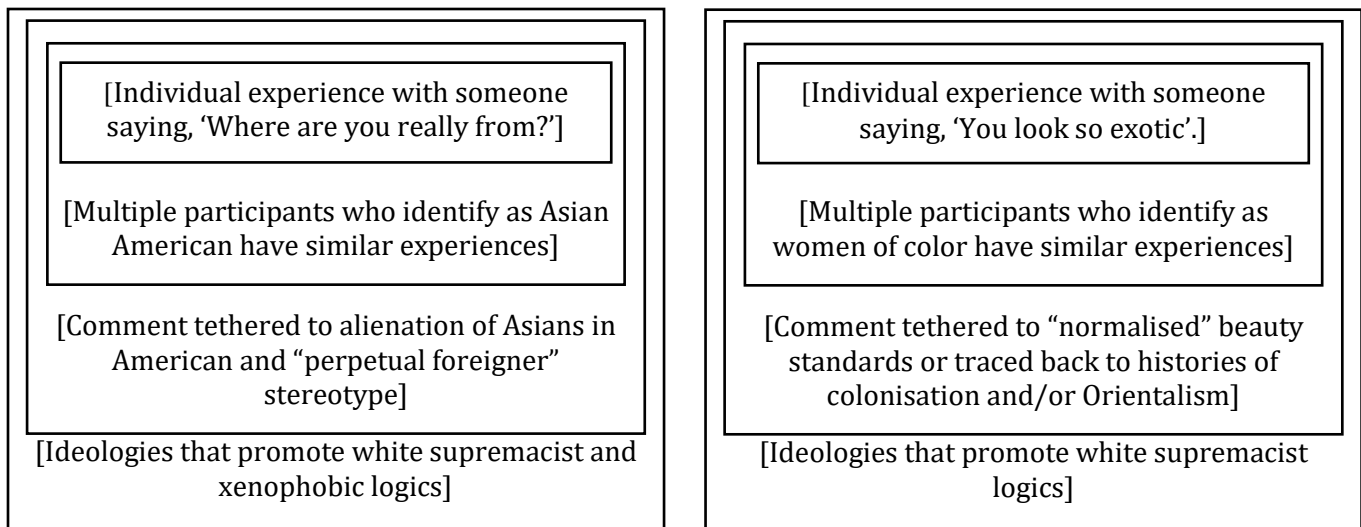 [Individual experience with someone
saying, ‘Where are you really from?’]
[Multiple participants who identify as Asian
American have similar experiences]
[Comment tethered to alienation of Asians in
American and “perpetual foreigner”
stereotype]
[Ideologies that promote white supremacist and
xenophobic logics]
[Individual experience with someone
saying, ‘You look so exotic’.]
[Multiple participants who identify as
women of color have similar experiences]
[Comment tethered to “normalised” beauty
standards or traced back to histories of
colonisation and/or Orientalism]
[Ideologies that promote white supremacist
logics]